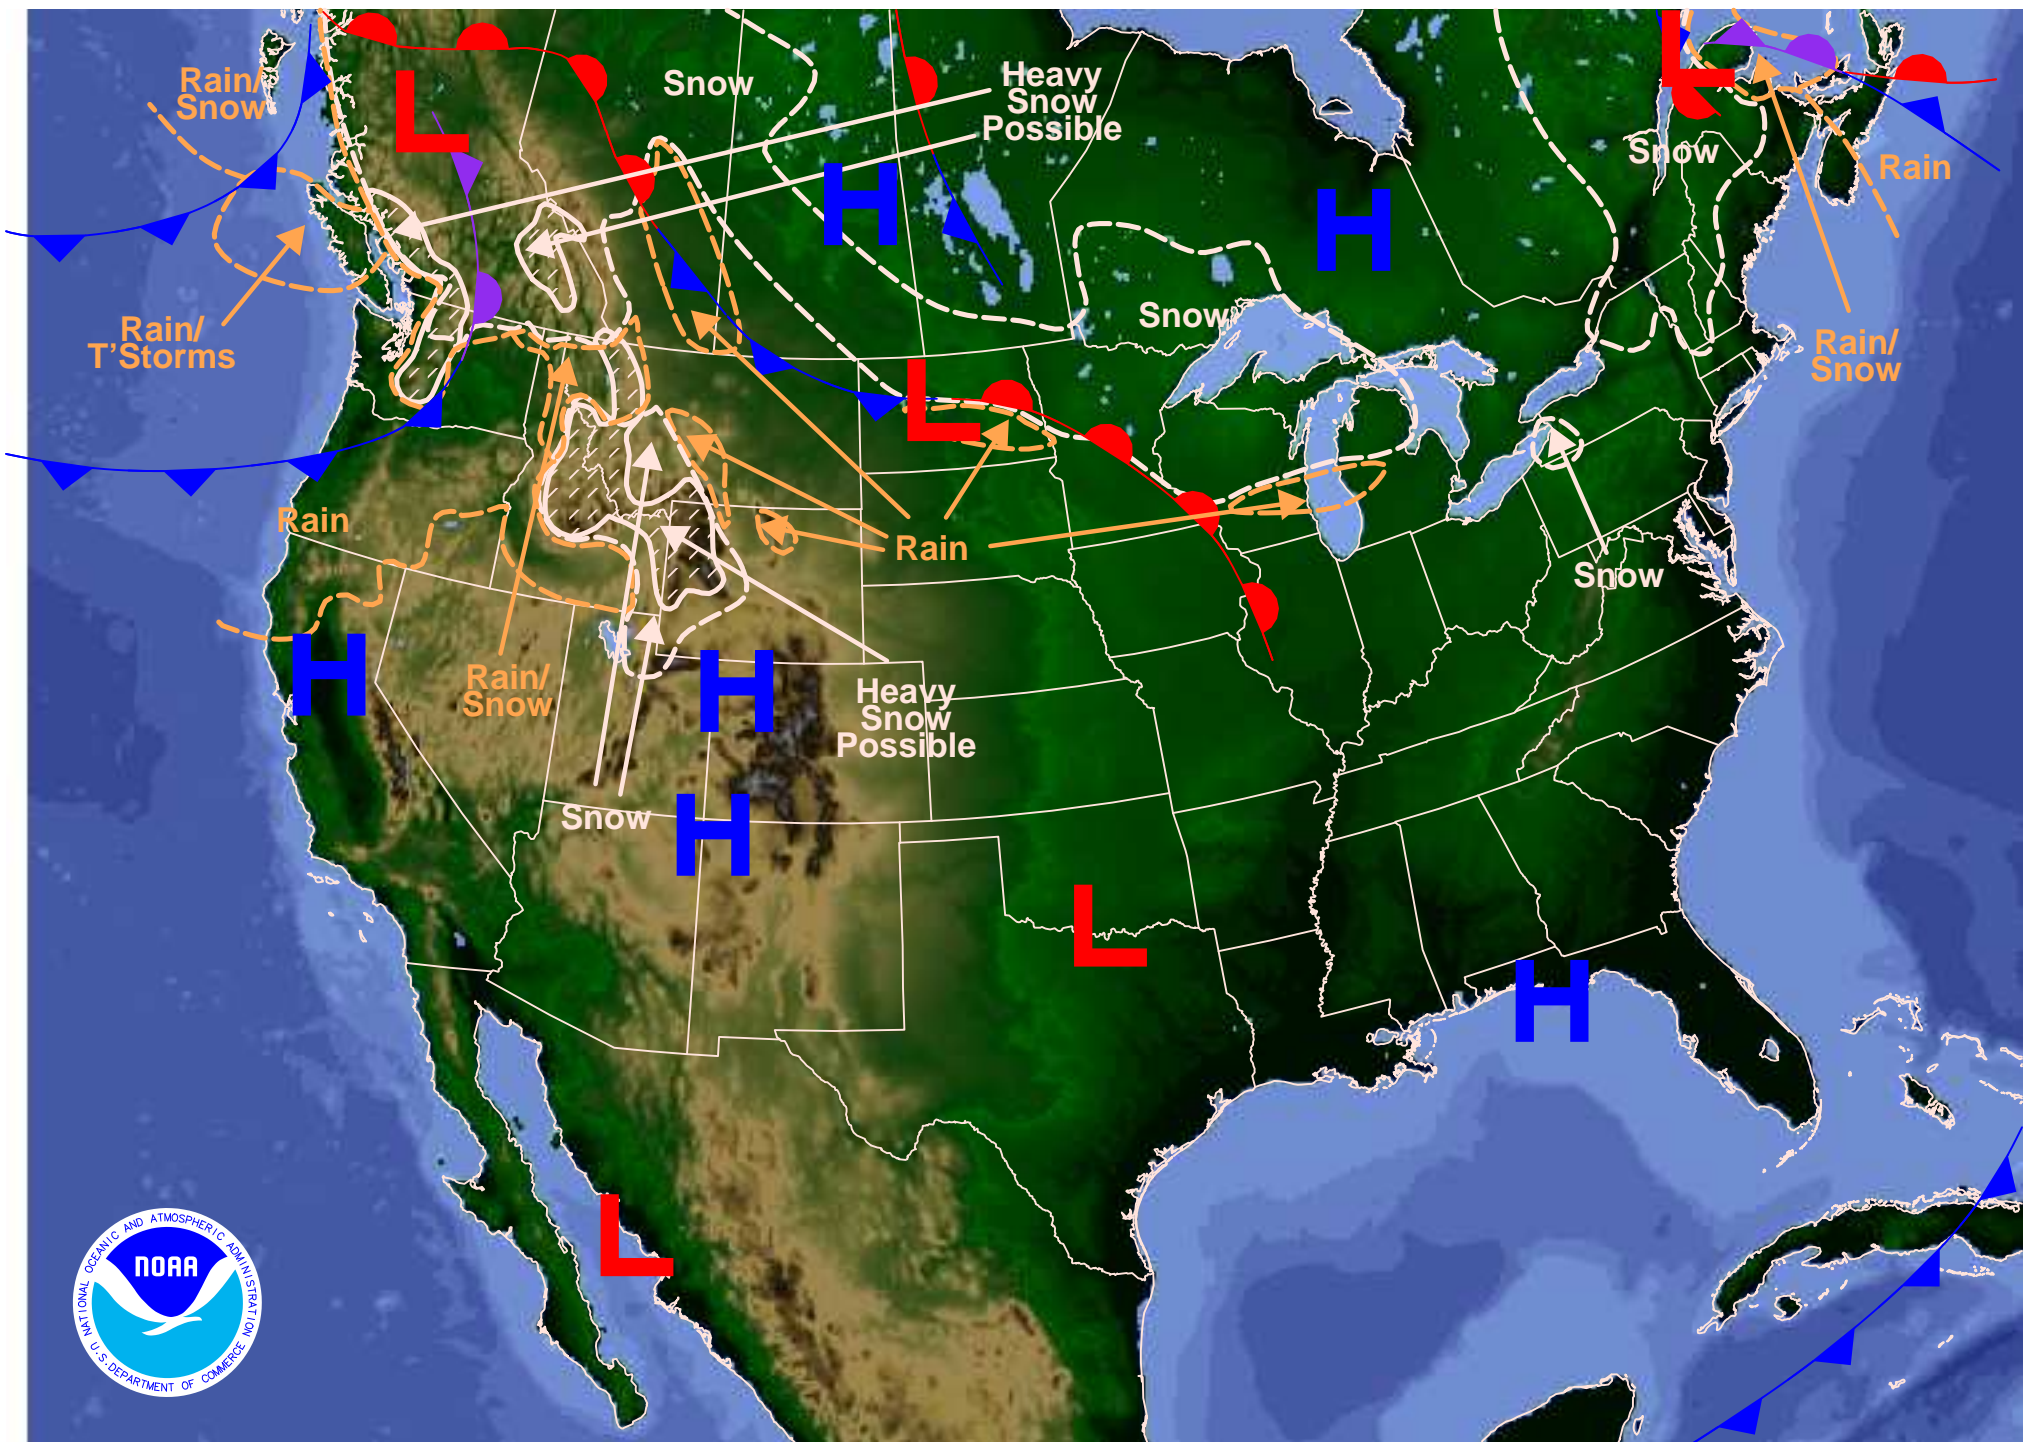 Rain/
Snow
Snow
Heavy
Snow
Possible
L
L
Snow
Rain
H
H
Rain/
T'Storms
Snow
Rain/
Snow
L
Rain
Rain
Snow
H
Rain/
Snow
H
Heavy
Snow
Possible
Snow
H
L
H
L
NATIONAL OCEANIC AND ATMOSPHERIC ADMINISTRATION
NOAA
U.S. DEPARTMENT OF COMMERCE